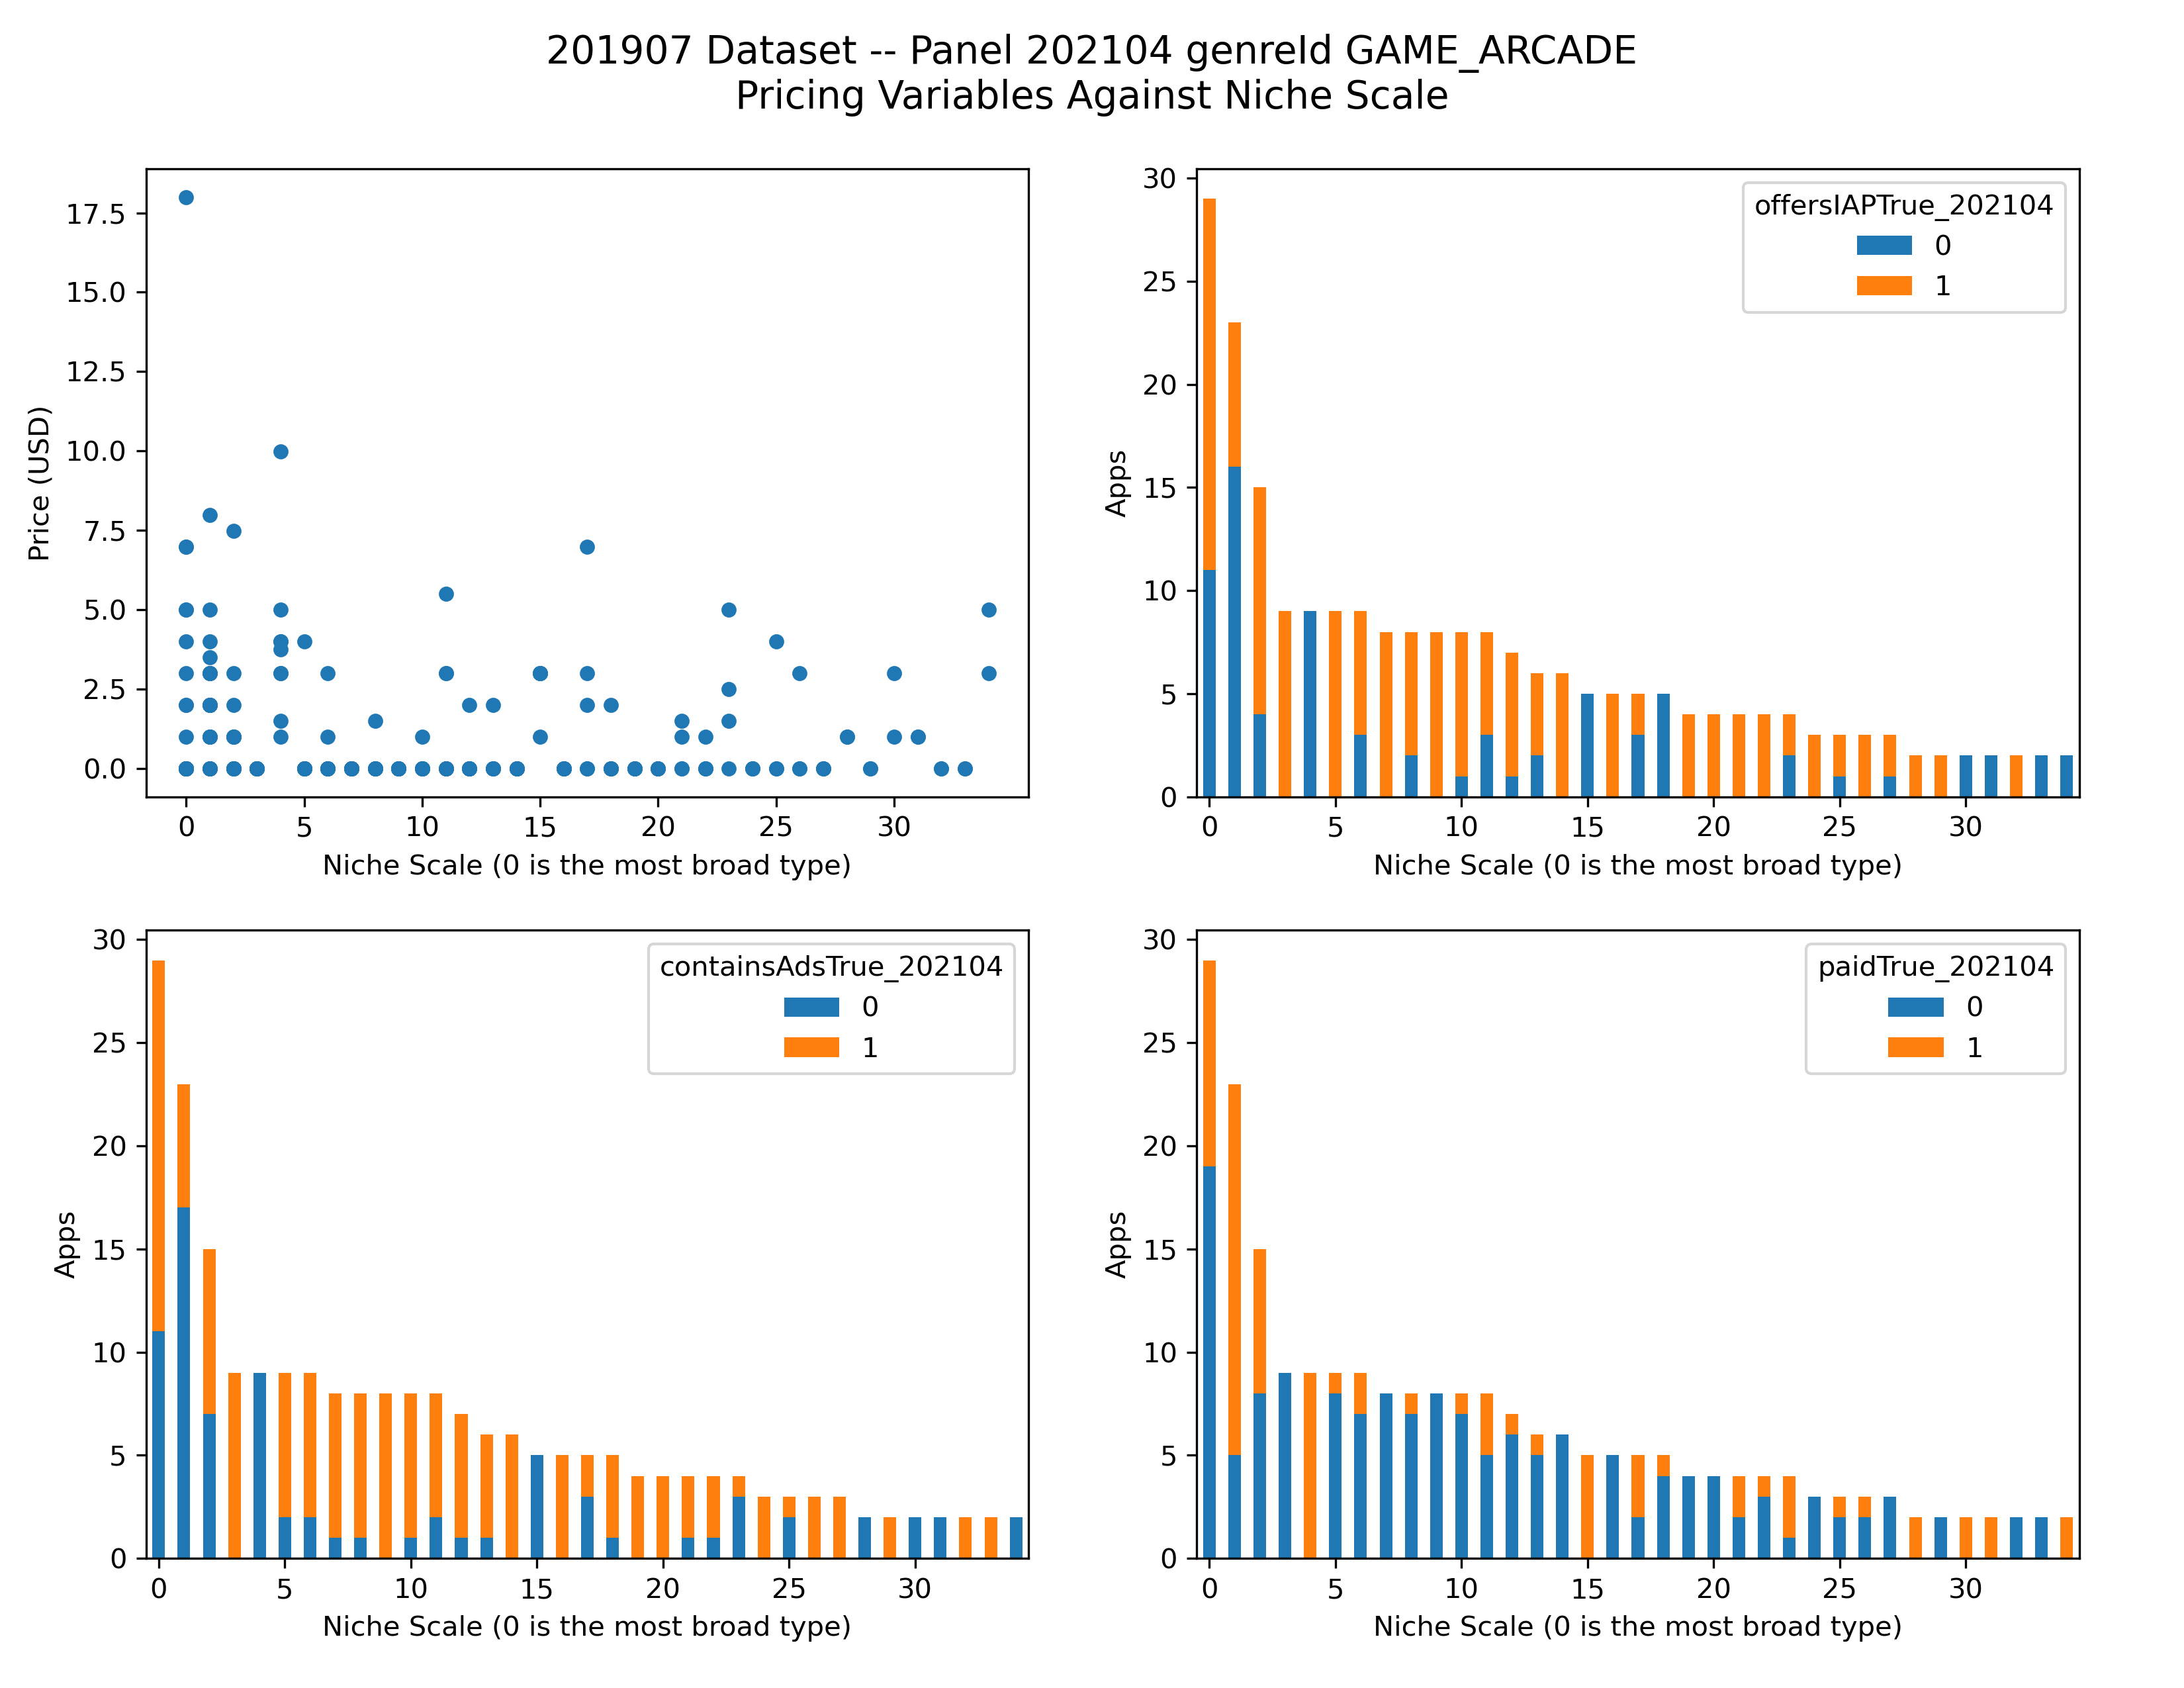 201907 Dataset -- Panel 202104 genreId GAME_ARCADE
Pricing Variables Against Niche Scale
17.5
15.0
12.5
10.0
7.5
5.0
2.5
0.0
Price (USD)
0 5 10 15 20 25 30
Niche Scale (0 is the most broad type)
30
25
20
15
10
5
0
Apps
offersIAPTrue_202104
0
1
0 5 10 15 20 25 30
Niche Scale (0 is the most broad type)
30
25
20
15
10
5
0
Apps
containsAdsTrue_202104
0
1
0 5 10 15 20 25 30
Niche Scale (0 is the most broad type)
30
25
20
15
10
5
0
Apps
paidTrue_202104
0
1
0 5 10 15 20 25 30
Niche Scale (0 is the most broad type)